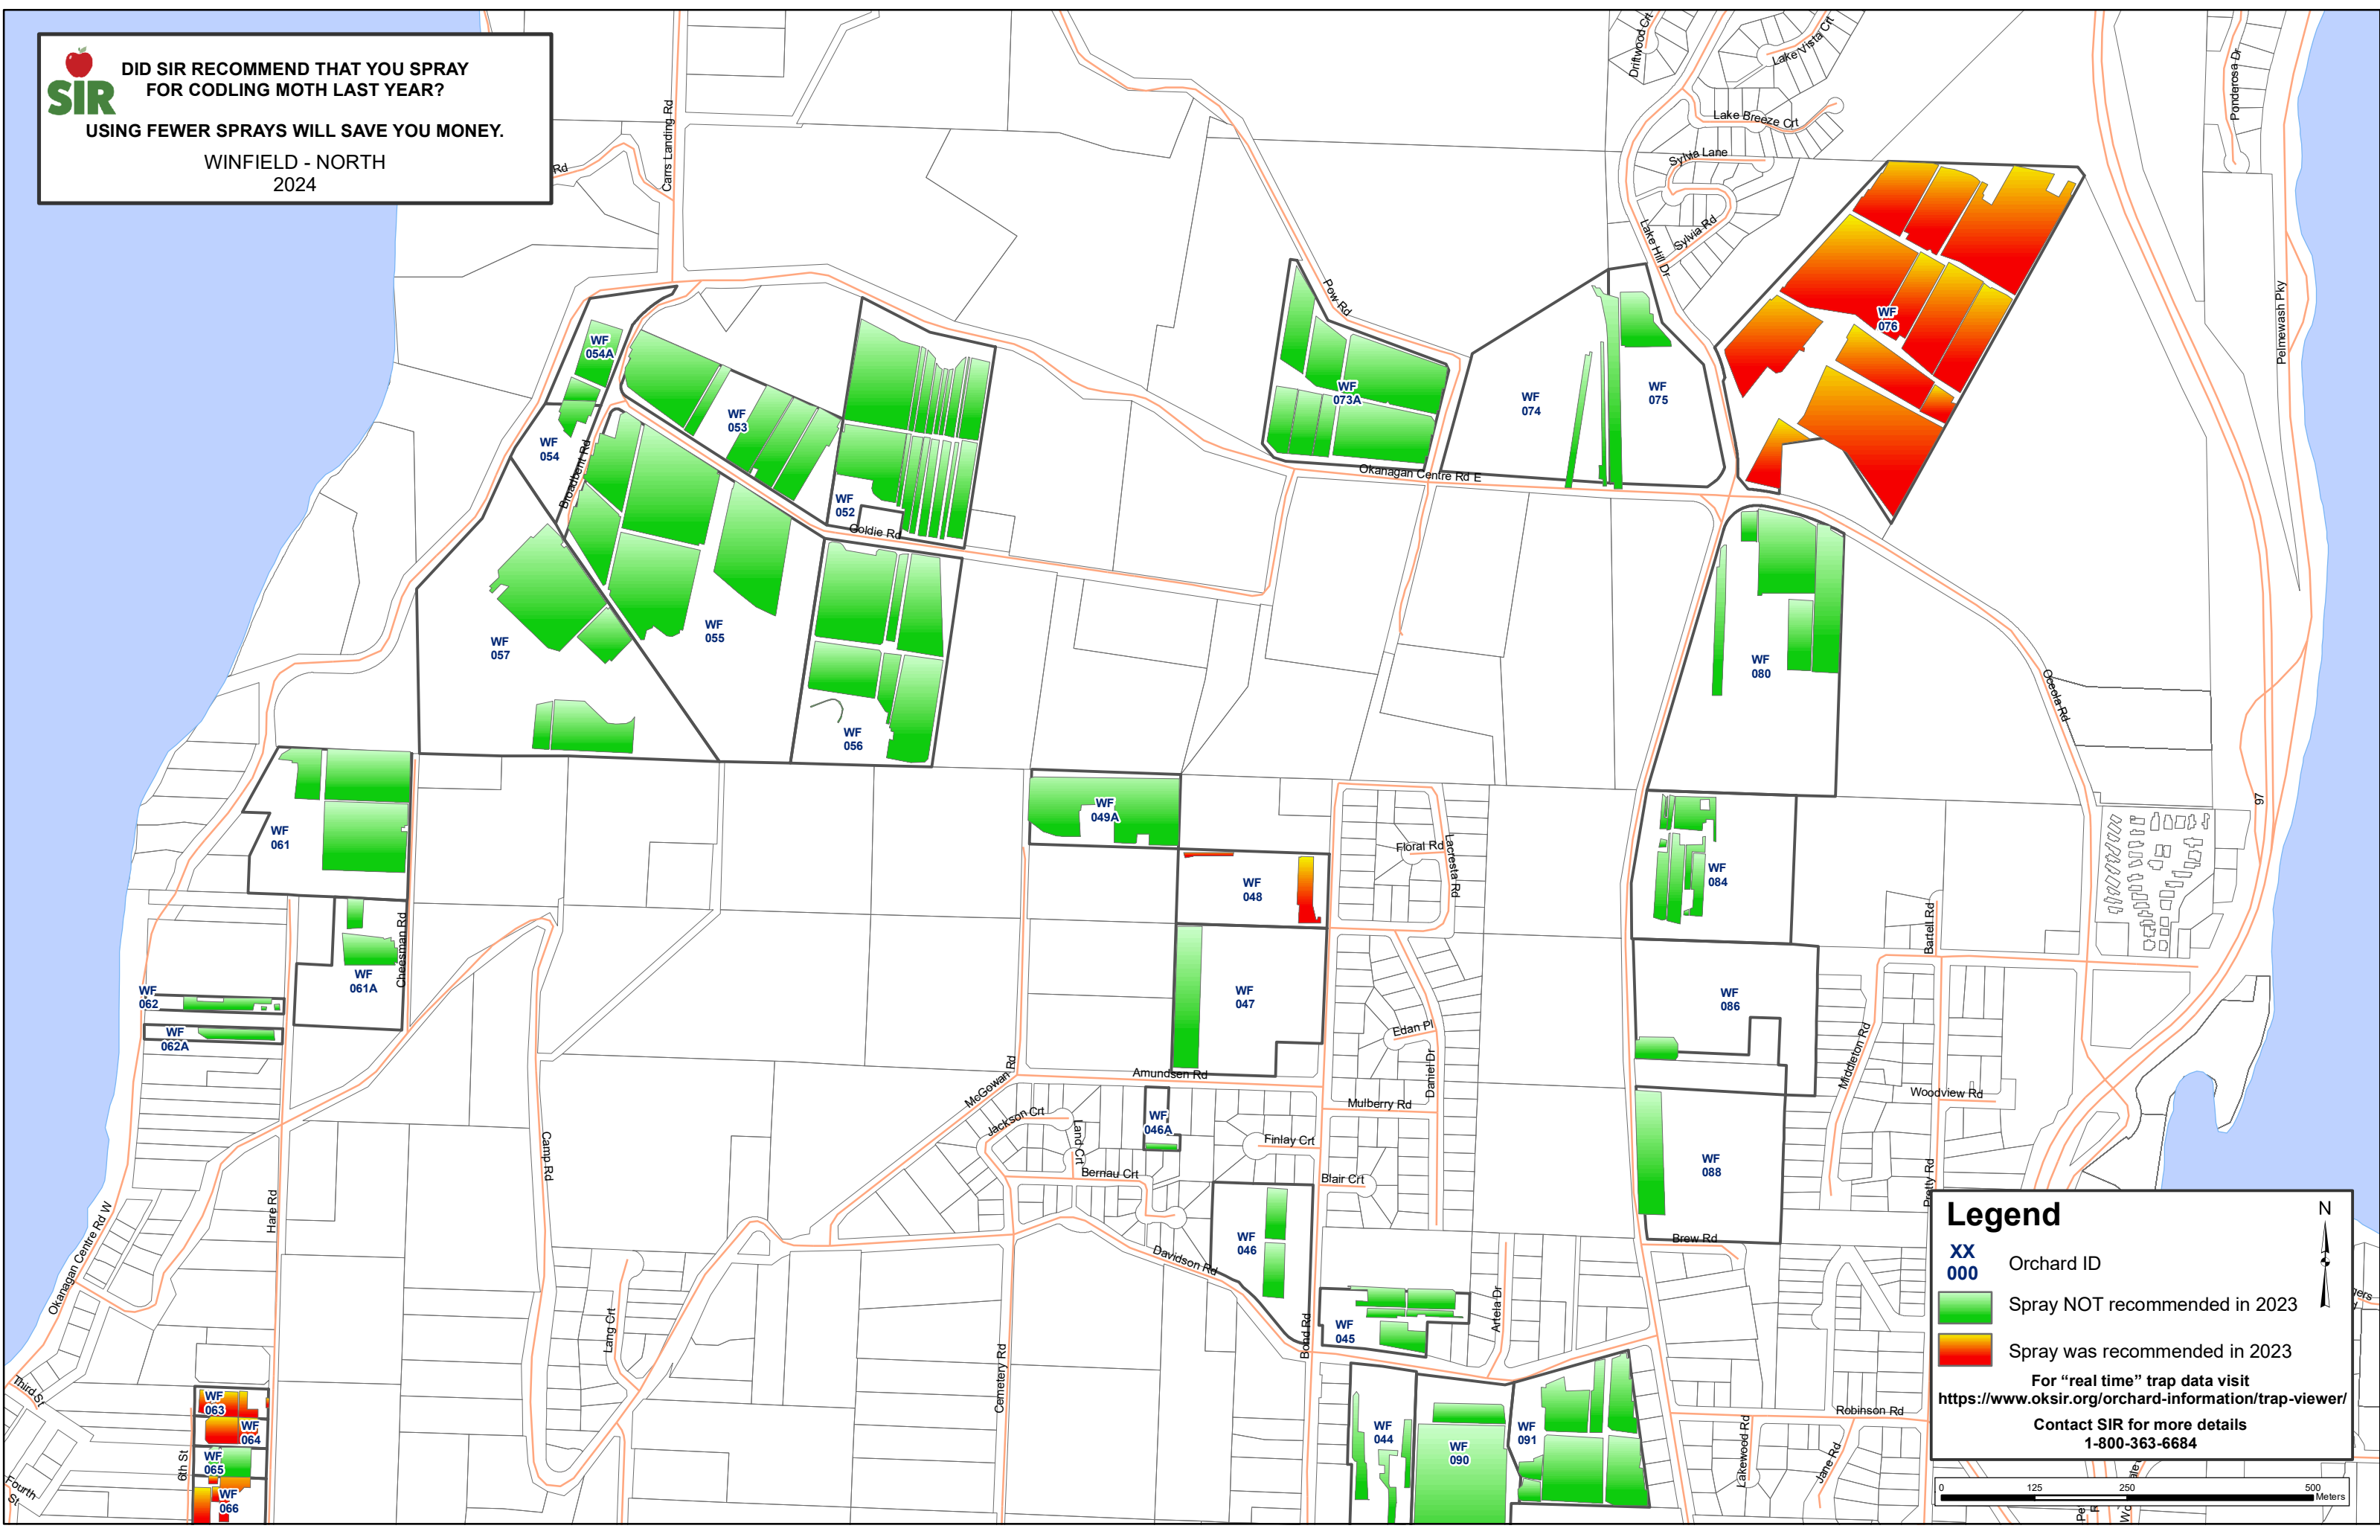 SIR
DID SIR RECOMMEND THAT YOU SPRAY
FOR CODLING MOTH LAST YEAR?
USING FEWER SPRAYS WILL SAVE YOU MONEY.
WINFIELD - NORTH
2024
Rd
Carrs Landing Rd
Driftwood Crt
Lake Vista Crt
Lake Breeze Crt
Sylvia Lane
Sylvia Rd
Lake Hill Dr
Ponderosa Dr
Pelmewash Pky
Pow Rd
WF
076
WF
054A
WF
053
WF
054
Broadbent Rd
WF
052
Goldie Rd
WF
073A
WF
074
WF
075
Okanagan Centre Rd E
WF
055
WF
057
WF
056
WF
080
Oceola Rd
97
WF
061
WF
049A
WF
048
Floral Rd
Lacresta Rd
WF
084
Cheesman Rd
WF
061A
WF
062
WF
062A
WF
047
Edan Pl
Daniel Dr
WF
086
Bartell Rd
Middleton Rd
Woodview Rd
McGowan Rd
Amundsen Rd
Mulberry Rd
Jackson Crt
Land Crt
WF
046A
Finlay Crt
Bernau Crt
Blair Crt
Camp Rd
Hare Rd
WF
088
Pretty Rd
Okanagan Centre Rd W
WF
046
Davidson Rd
Brew Rd
Lang Crt
Cemetery Rd
Bond Rd
WF
045
Artela Dr
Third St
Fourth
St
6th St
WF
063
WF
064
WF
065
WF
066
WF
044
WF
090
WF
091
Lakewood Rd
Jane Rd
Robinson Rd
Legend
N
XX
000
Orchard ID
Spray NOT recommended in 2023
Spray was recommended in 2023
For “real time” trap data visit
https://www.oksir.org/orchard-information/trap-viewer/
Contact SIR for more details
1-800-363-6684
0 125 250 500
Meters